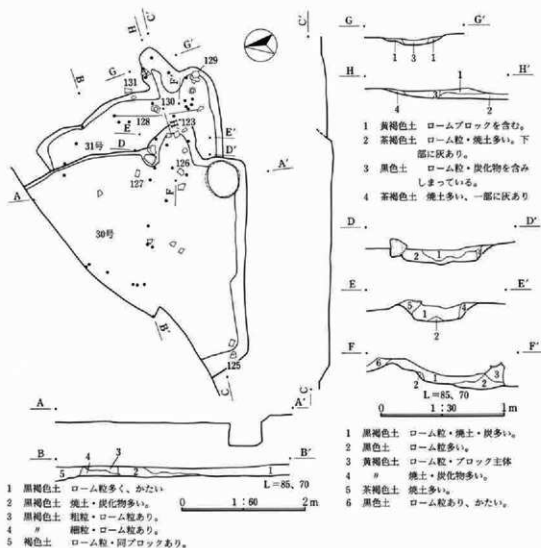 C'
H
G
G'
B
F'
129
131
130
128
123
E
H'
E'
31号
D
D'
126
127
F
A
A'
30号
B'
125
C
C'
C
A
A'
B
B'
4
3
5
1
2
1
L=85、70
0
1:60
2m
1 黒褐色土 ローム粒多く、かたい
2 黒褐色土 焼土・炭化物多い。
3 黒褐色土 粗粒・ローム粒あり。
4 〃 細粒・ローム粒あり。
5 褐色土 ローム粒・同ブロックあり。
G
G'
1 3 1
H
H'
4
3
1
2
1 黄褐色土 ロームブロックを含む。
2 茶褐色土 ローム粒・焼土多い。下
部に灰あり。
3 黒色土 ローム粒・炭化物を含み
しまっている。
4 茶褐色土 焼土多い、一部に灰あり
D
D'
2
1
E
E'
5
1
4
2
F
F'
6
2
1
2
3
L=85、70
0
1:30
1m
1 黒褐色土 ローム粒・焼土・炭多い。
2 黒色土 ローム粒多い。
3 黄褐色土 ローム粒・ブロック主体
4 〃 焼土・炭化物多い。
5 茶褐色土 焼土多い。
6 黒色土 ローム粒あり、かたい。